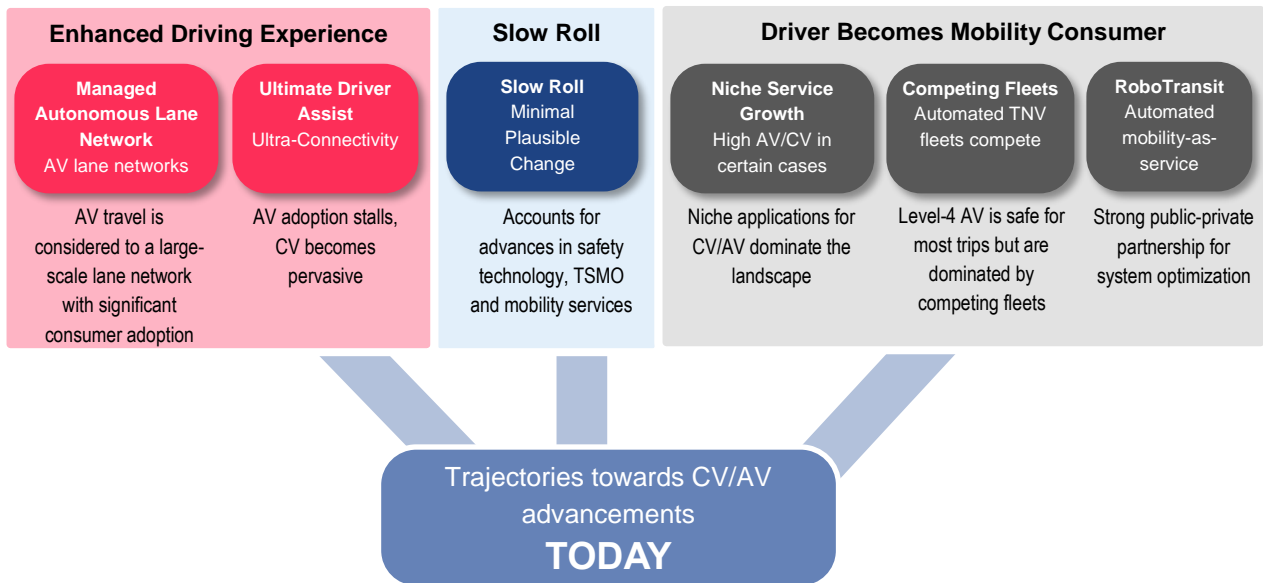 Enhanced Driving Experience
Managed
Autonomous Lane
Network
AV lane networks
AV travel is
considered to a large-
scale lane network
with significant
consumer adoption
Ultimate Driver
Assist
Ultra-Connectivity
AV adoption stalls,
CV becomes
pervasive
Slow Roll
Slow Roll
Minimal
Plausible
Change
Accounts for
advances in safety
technology, TSMO
and mobility services
Driver Becomes Mobility Consumer
Niche Service
Growth
High AV/CV in
certain cases
Niche applications for
CV/AV dominate the
landscape
Competing Fleets
Automated TNV
fleets compete
Level-4 AV is safe for
most trips but are
dominated by
competing fleets
RoboTransit
Automated
mobility-as-
service
Strong public-private
partnership for
system optimization
Trajectories towards CV/AV
advancements
TODAY